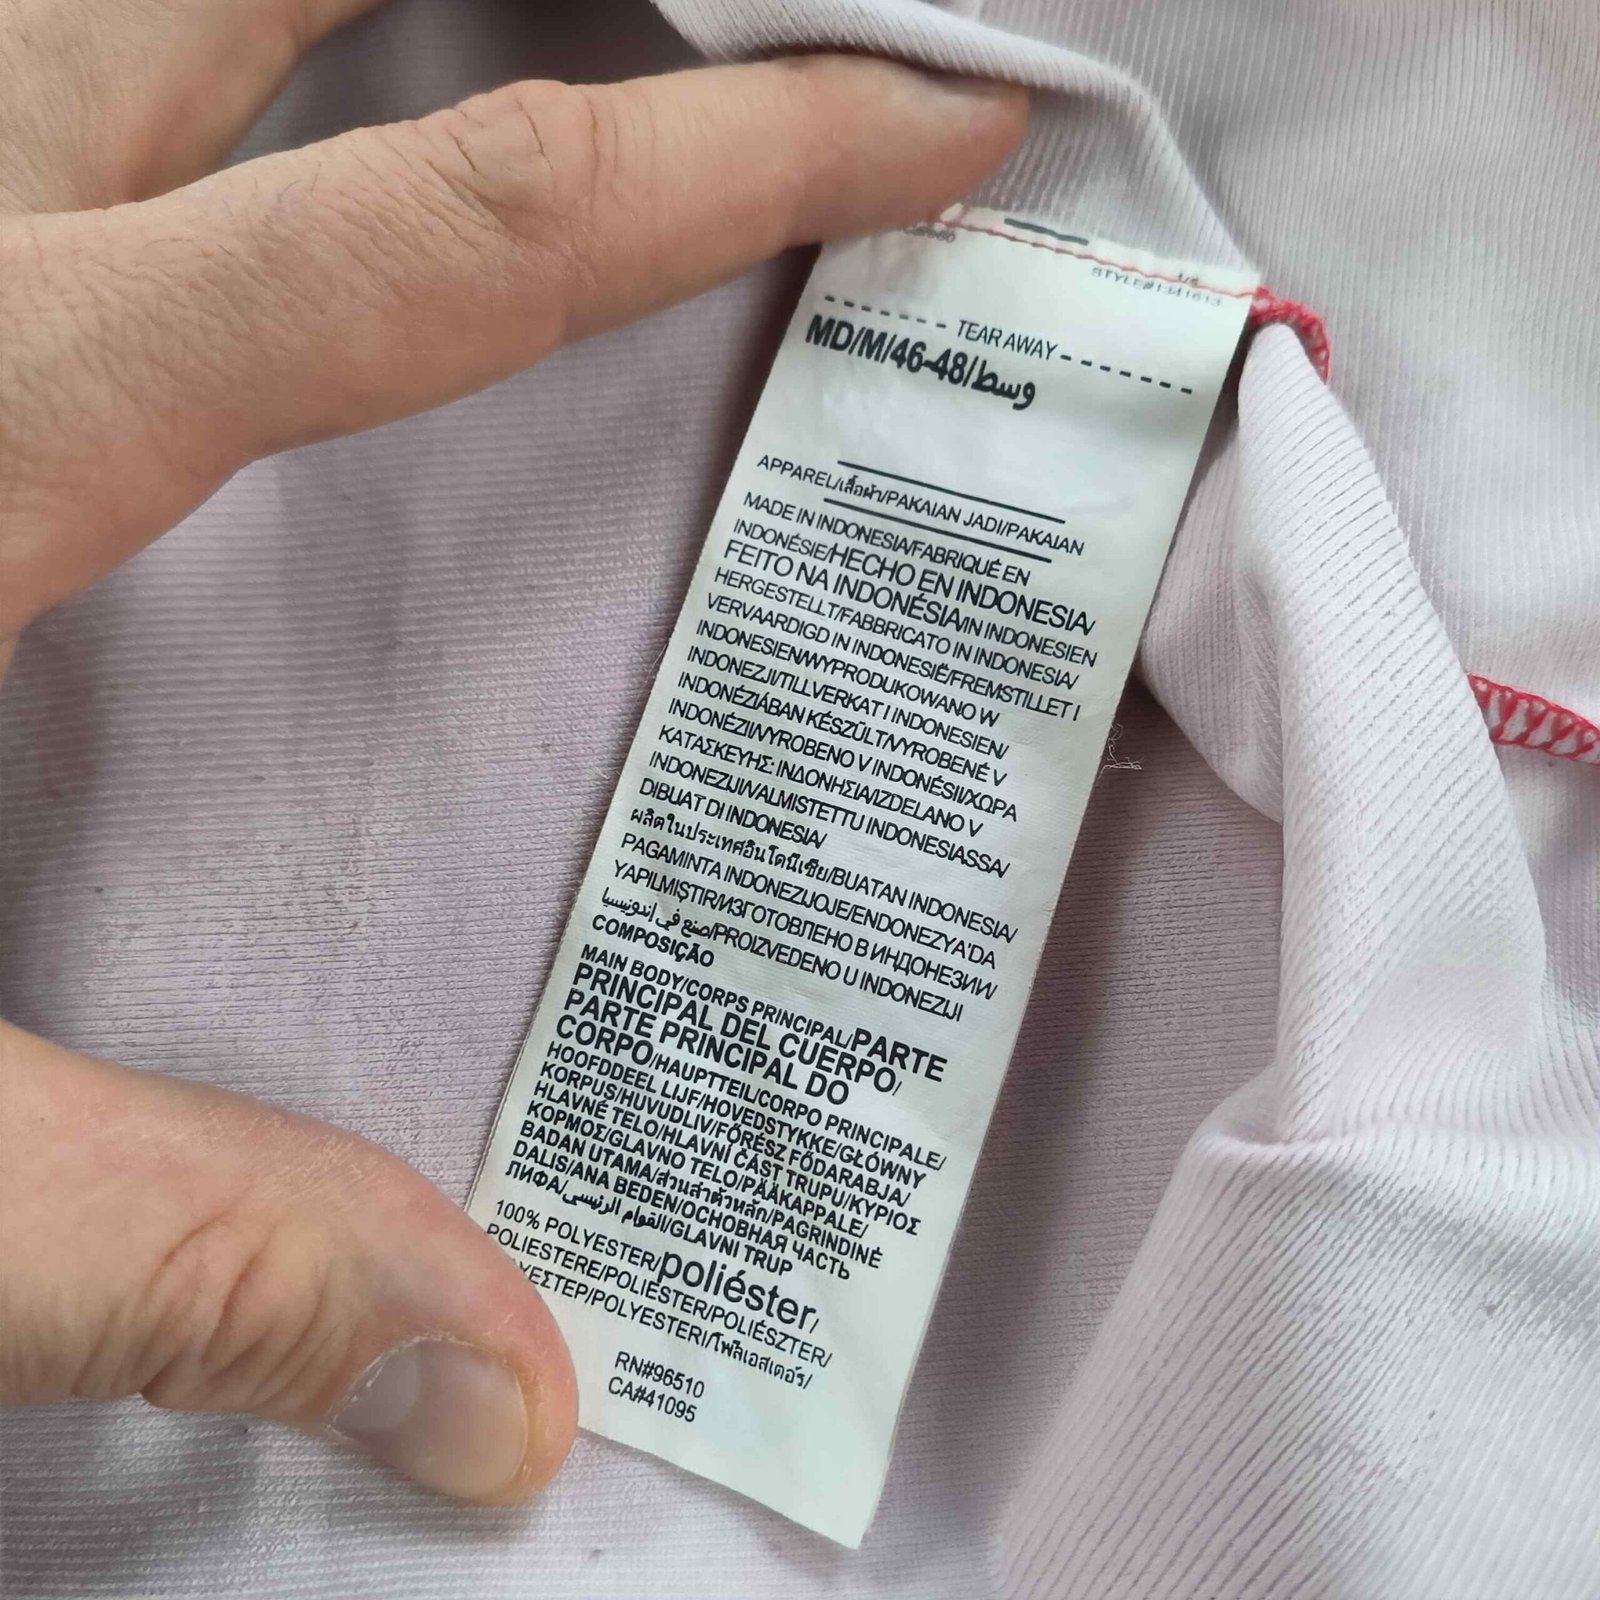 STYLE#1341613
TEAR AWAY
MD/M/46-48/وسط
APPAREL/เสื้อผ้า/PAKAIAN JADI/PAKAIAN
MADE IN INDONESIA/FABRIQUÉ EN
INDONÉSIE/HECHO EN INDONESIA/
FEITO NA INDONÉSIA/IN INDONESIEN
HERGESTELLT/FABBRICATO IN INDONESIA/
VERVAARDIGD IN INDONESIË/FREMSTILLET I
INDONESIEN/WYPRODUKOWANO W
INDONEZJI/TILLVERKAT I INDONESIEN/
INDONÉZIÁBAN KÉSZÜLT/VYROBENÉ V
INDONÉZII/VYROBENO V INDONÉSII/ΧΩΡΑ
ΚΑΤΑΣΚΕΥΗΣ: ΙΝΔΟΝΗΣΙΑ/IZDELANO V
INDONEZIJI/VALMISTETTU INDONESIASSA/
DIBUAT DI INDONESIA/
ผลิตในประเทศอินโดนีเซีย/BUATAN INDONESIA/
PAGAMINTA INDONEZIJOJE/ENDONEZYA'DA
YAPILMIŞTIR/ИЗГОТОВЛЕНО В ИНДОНЕЗИИ/
صنع في إندونيسيا/PROIZVEDENO U INDONEZIJI
COMPOSIÇÃO
MAIN BODY/CORPS PRINCIPAL/PARTE
PRINCIPAL DEL CUERPO/
PARTE PRINCIPAL DO
CORPO/HAUPTTEIL/CORPO PRINCIPALE/
HOOFDDEEL LIJF/HOVEDSTYKKE/GŁÓWNY
KORPUS/HUVUDLIV/FŐRÉSZ FŐDARABJA/
HLAVNÉ TELO/HLAVNÍ ČÁST TRUPU/ΚΥΡΙΟΣ
ΚΟΡΜΟΣ/GLAVNO TELO/PÄÄKAPPALE/
BADAN UTAMA/ส่วนลำตัวหลัก/PAGRINDINĖ
DALIS/ANA BEDEN/ОСНОВНАЯ ЧАСТЬ
ЛИФА/القوام الرئيسي/GLAVNI TRUP
100% POLYESTER/poliéster/
POLIESTERE/POLIÉSTER/POLIÉSZTER/
ΥΕΣΤΕΡ/POLYESTERI/โพลีเอสเตอร์/
RN#96510
CA#41095